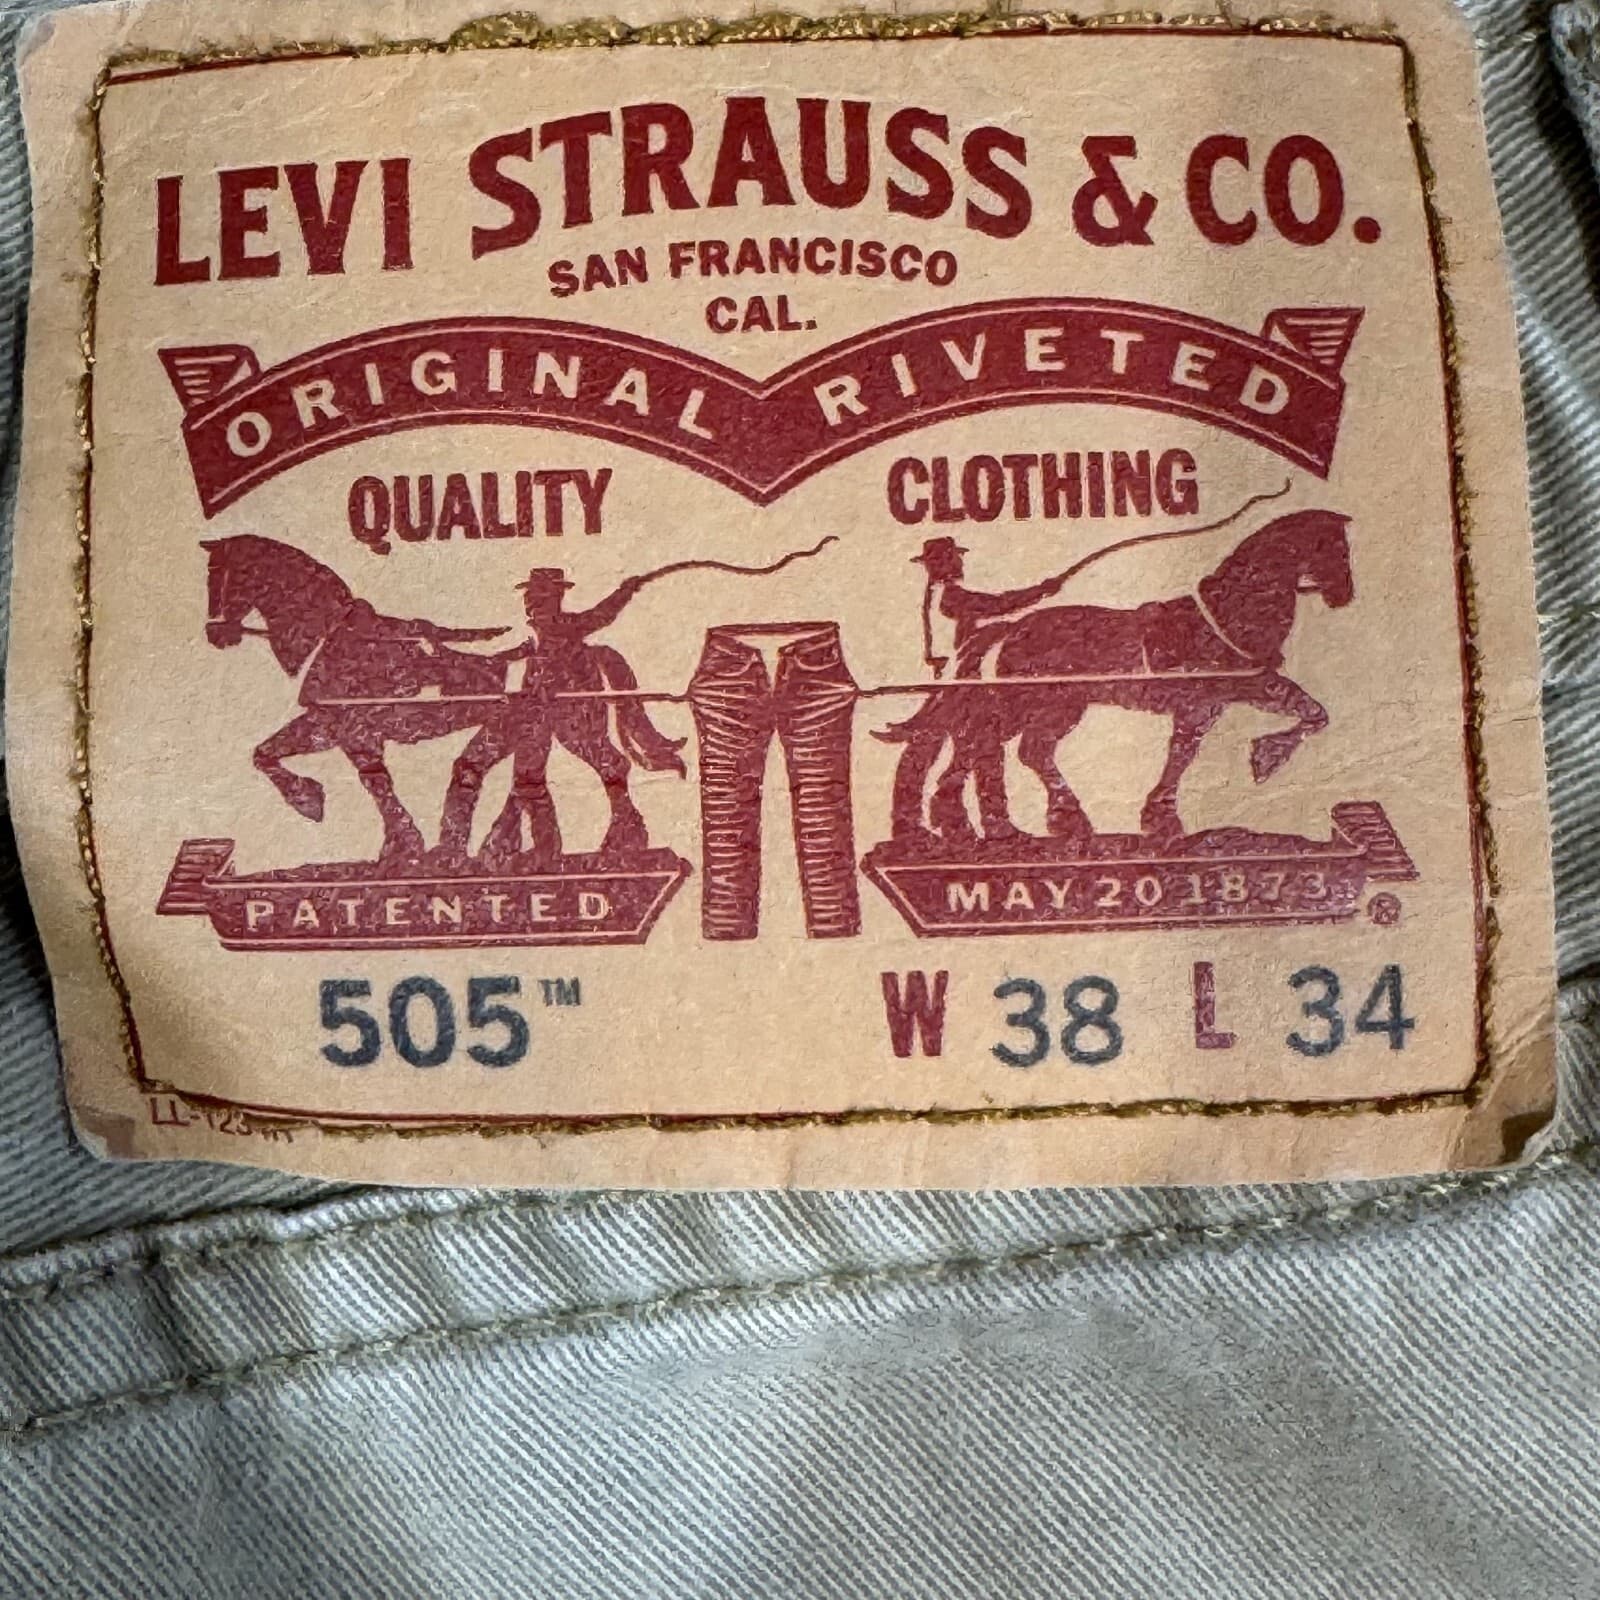 LEVI STRAUSS & CO.
SAN FRANCISCO
CAL.
ORIGINAL RIVETED
QUALITY CLOTHING
PATENTED MAY 20 1873 ®
505™ W 38 L 34